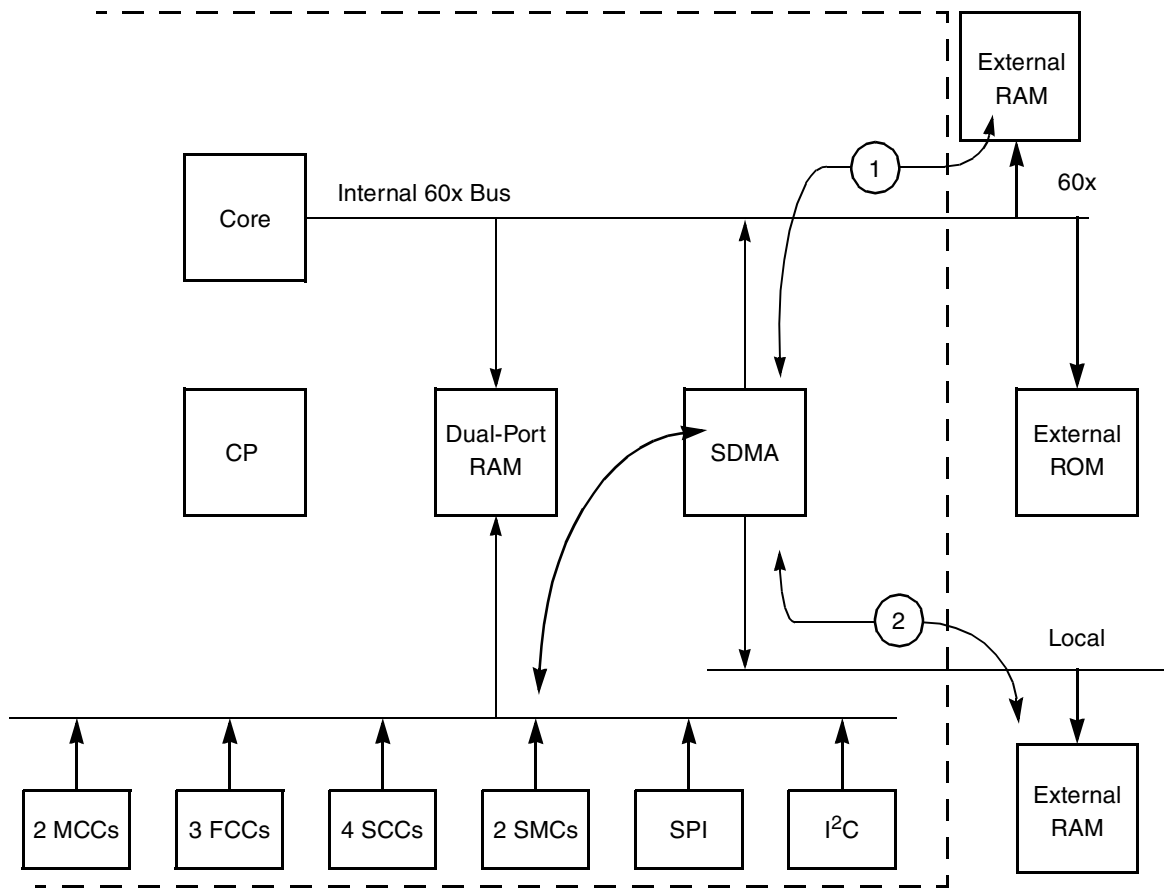 External
RAM
1
60x
Internal 60x Bus
Core
CP
Dual-Port
RAM
SDMA
External
ROM
2
Local
2 MCCs
3 FCCs
4 SCCs
2 SMCs
SPI
I²C
External
RAM